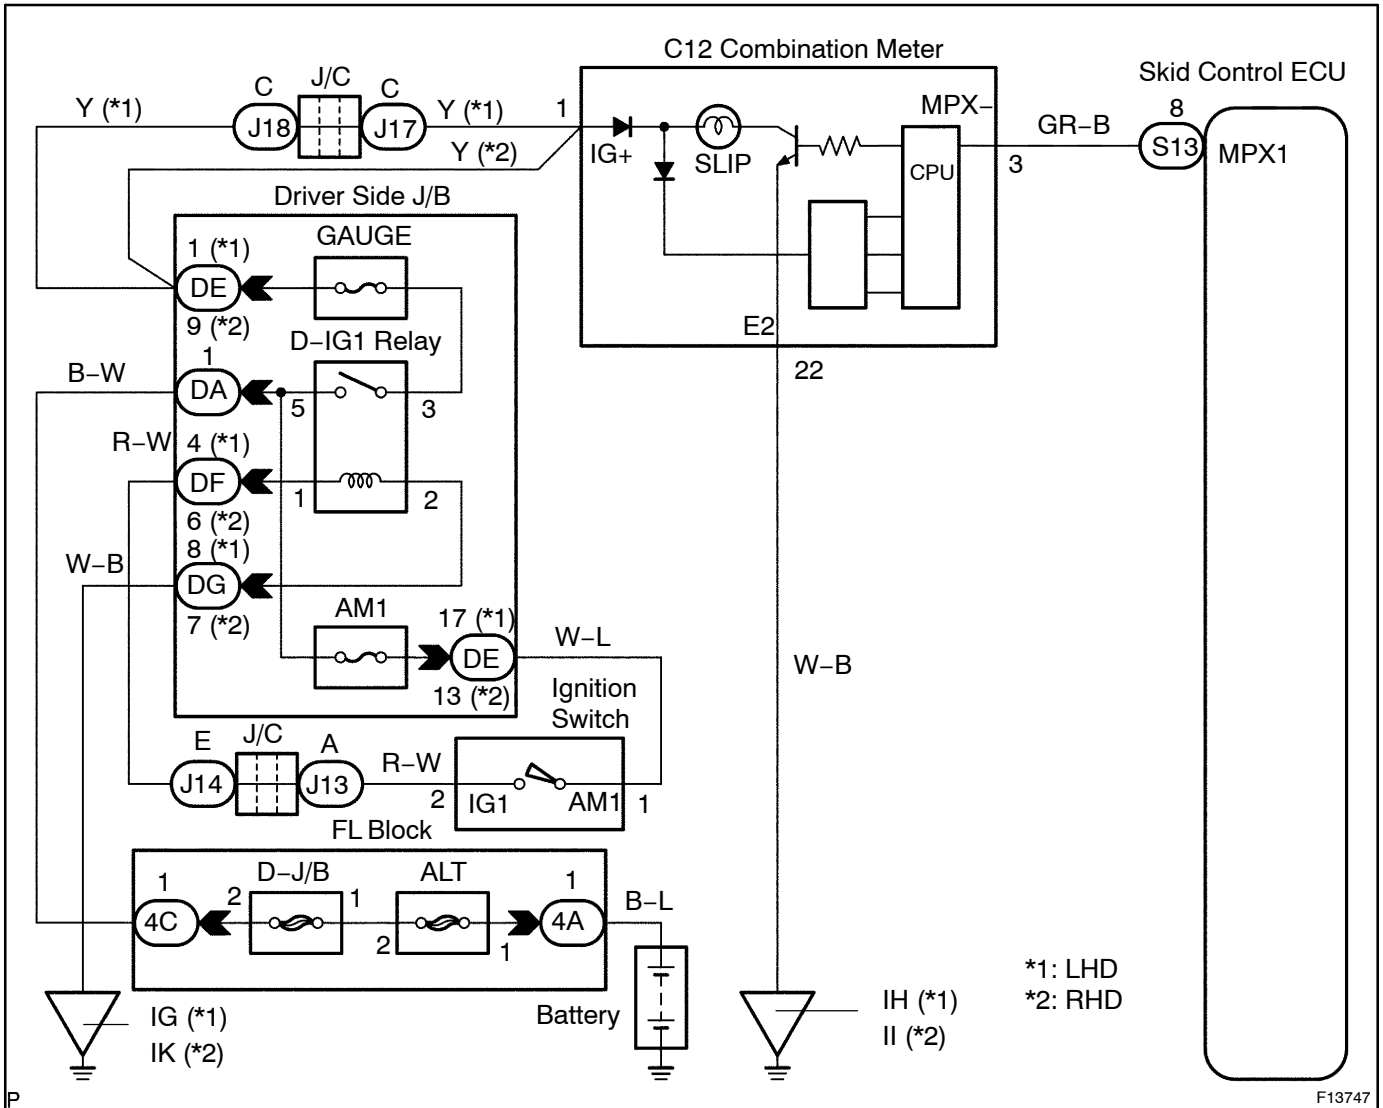 C12 Combination Meter
Skid Control ECU
J/C
C
C
Y (*1)
J18
J17
Y (*1)
1
Y (*2)
IG+
SLIP
MPX−
CPU
3
GR−B
8
S13
MPX1
E2
22
Driver Side J/B
1 (*1)
GAUGE
DE
9 (*2)
D−IG1 Relay
1
B−W
DA
5
3
R−W
4 (*1)
DF
1
2
6 (*2)
8 (*1)
W−B
DG
7 (*2)
AM1
17 (*1)
DE
W−L
13 (*2)
W−B
Ignition
Switch
E
J/C
A
J14
J13
R−W
2
IG1
AM1
1
FL Block
1
D−J/B
ALT
1
2
1
4C
2
1
4A
B−L
Battery
IG (*1)
IK (*2)
IH (*1)
II (*2)
*1: LHD
*2: RHD
P
F13747